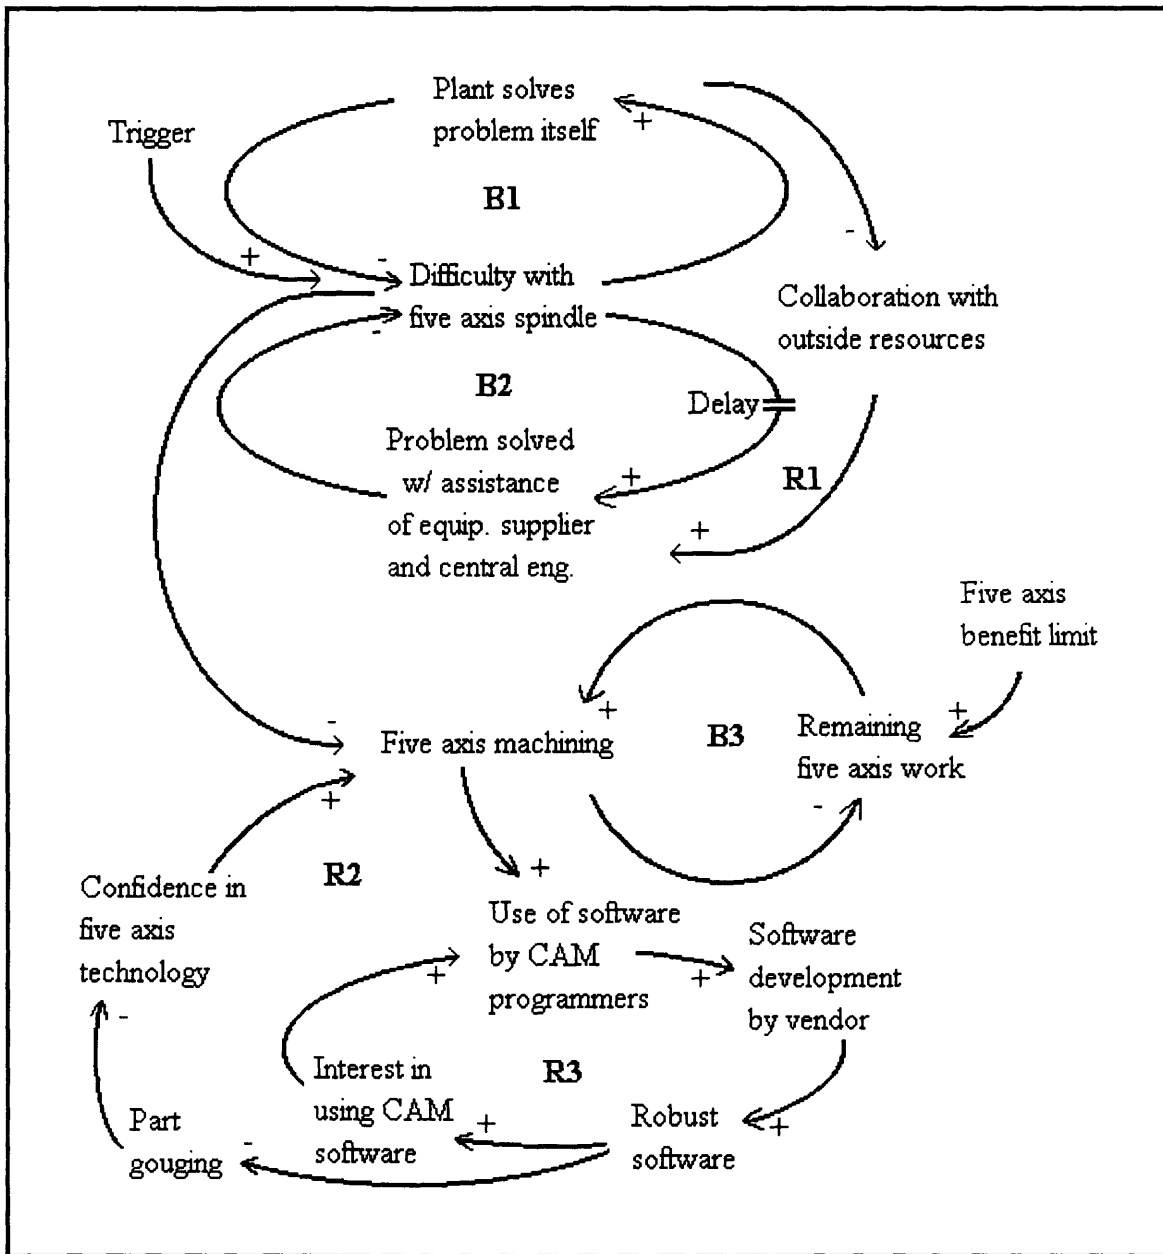 Plant solves
problem itself
+
Trigger
B1
-
+
-
Difficulty with
five axis spindle
-
Collaboration with
outside resources
B2
Delay
Problem solved
w/ assistance
of equip. supplier
and central eng.
+
R1
+
Five axis
benefit limit
-
Five axis machining
+
B3
Remaining
five axis work
+
-
+
R2
+
Confidence in
five axis
technology
Use of software
by CAM
programmers
+
+
Software
development
by vendor
-
Interest in
using CAM
software
R3
+
Part
gouging
-
Robust
software
+